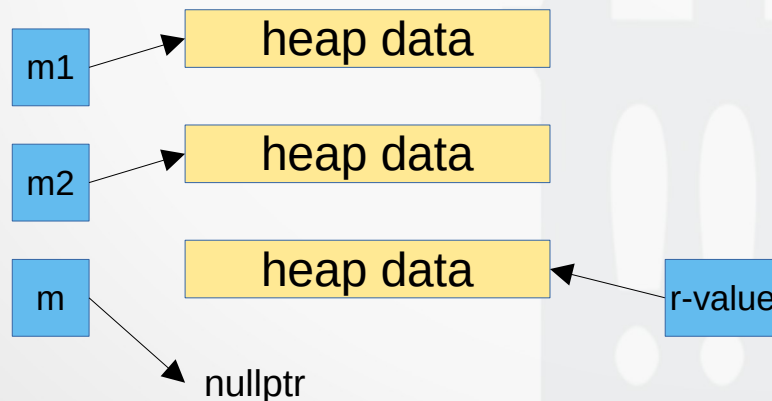 m1
heap data
m2
heap data
m
heap data
r-value
nullptr